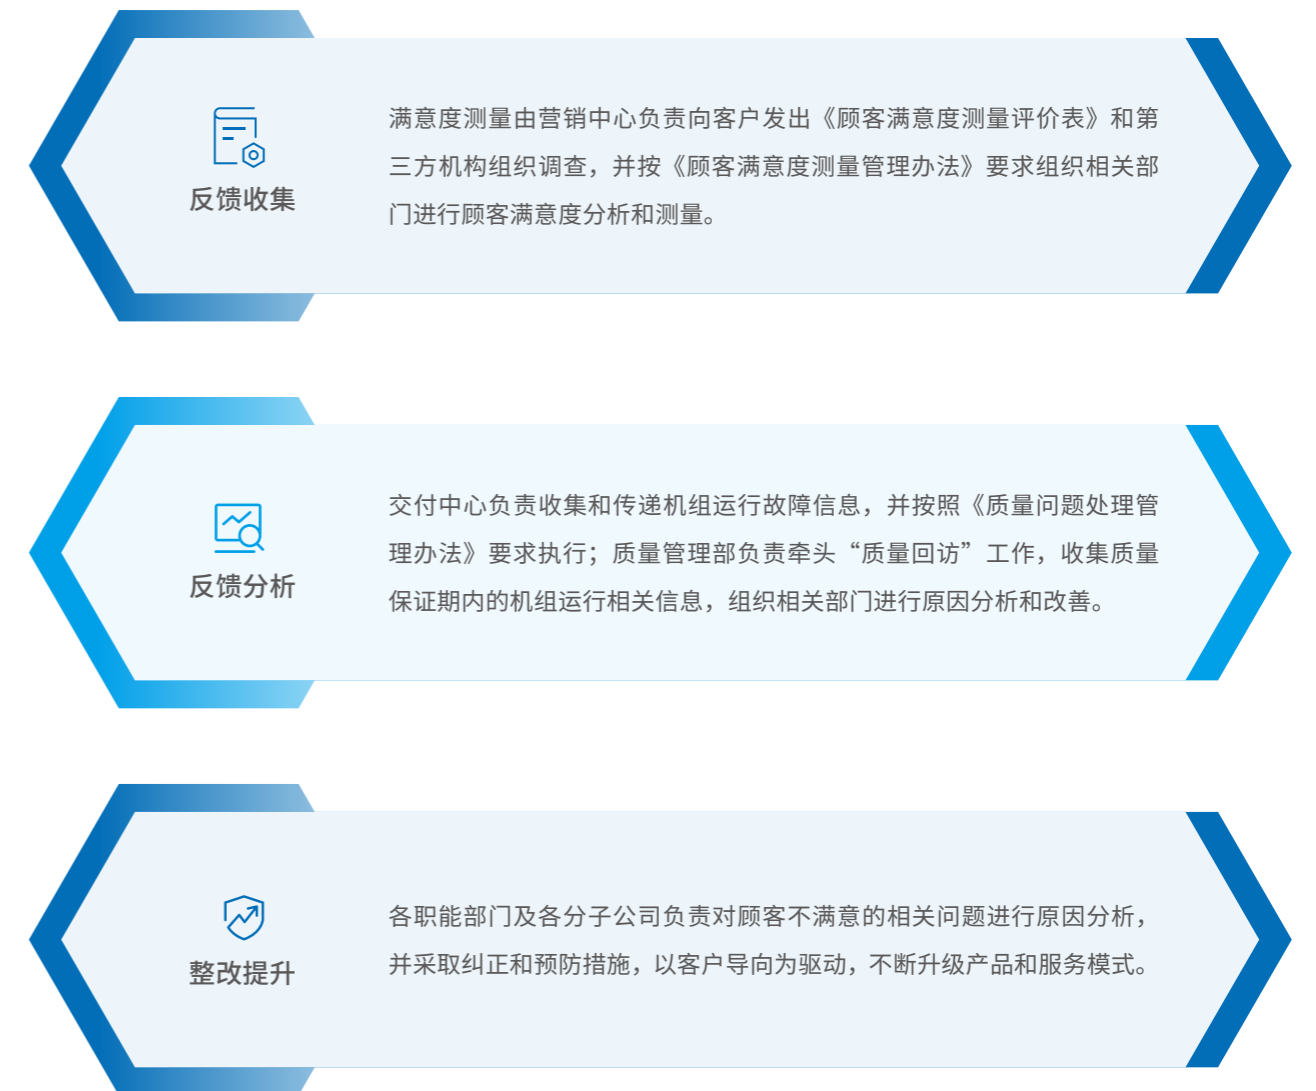 反馈收集
满意度测量由营销中心负责向客户发出《顾客满意度测量评价表》和第
三方机构组织调查，并按《顾客满意度测量管理办法》要求组织相关部
门进行顾客满意度分析和测量。
反馈分析
交付中心负责收集和传递机组运行故障信息，并按照《质量问题处理管
理办法》要求执行；质量管理部负责牵头“质量回访”工作，收集质量
保证期内的机组运行相关信息，组织相关部门进行原因分析和改善。
整改提升
各职能部门及各分子公司负责对顾客不满意的相关问题进行原因分析，
并采取纠正和预防措施，以客户导向为驱动，不断升级产品和服务模式。